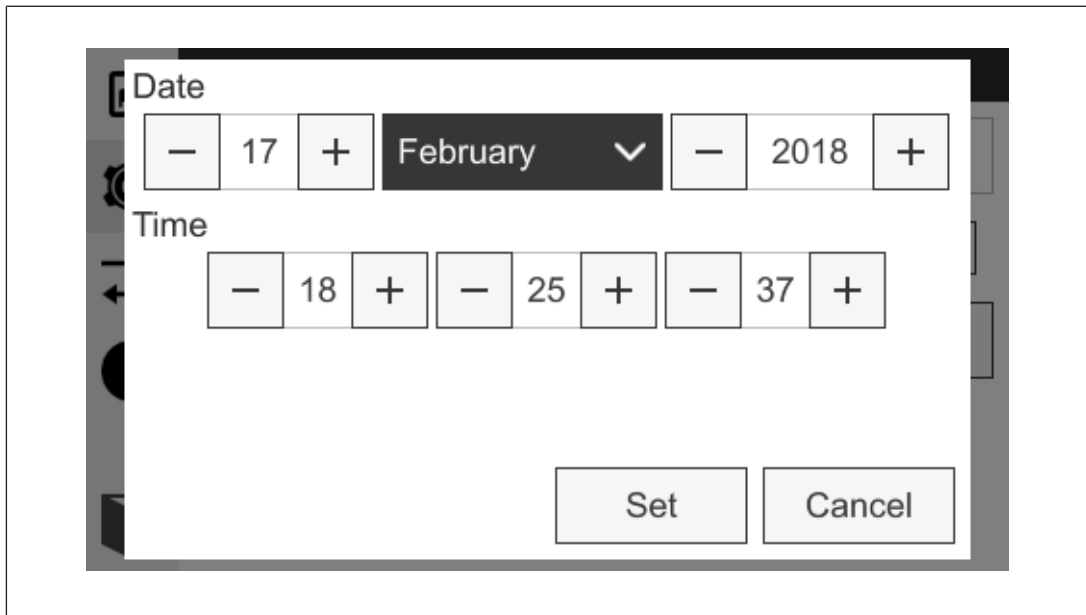 Date
− 17 + February − 2018 +
Time
− 18 + − 25 + − 37 +
Set Cancel